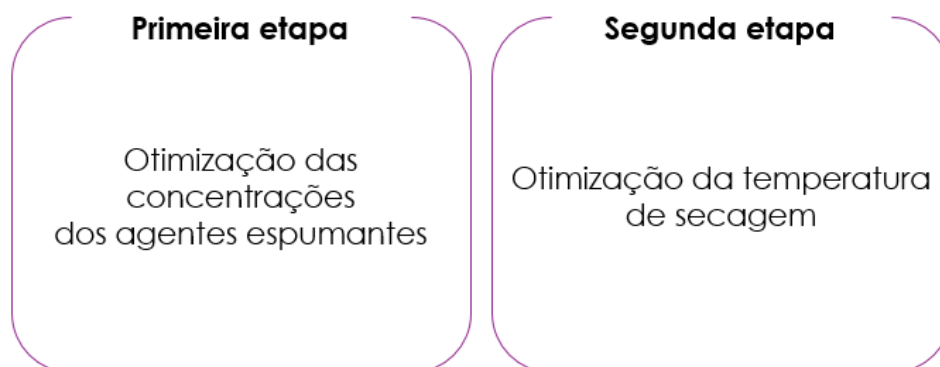 Primeira etapa
Otimização das
concentrações
dos agentes espumantes
Segunda etapa
Otimização da temperatura
de secagem